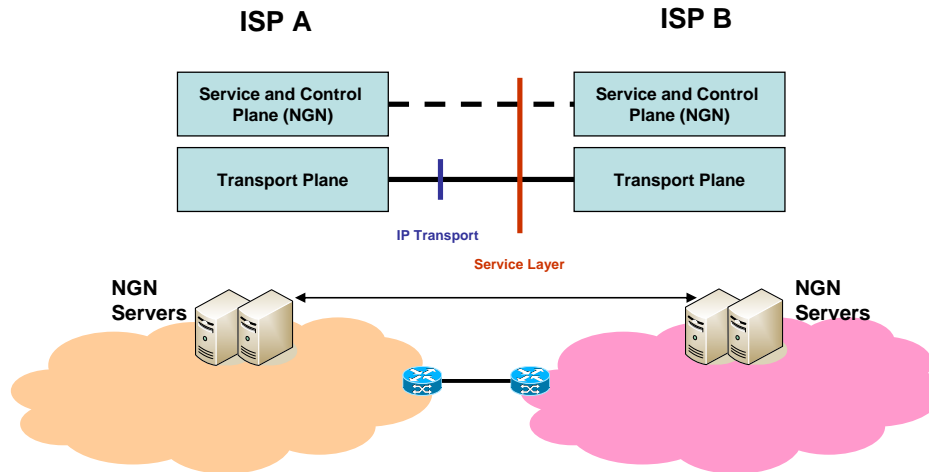 ISP A
ISP B
Service and Control
Plane (NGN)
Service and Control
Plane (NGN)
Transport Plane
Transport Plane
IP Transport
Service Layer
NGN
Servers
NGN
Servers